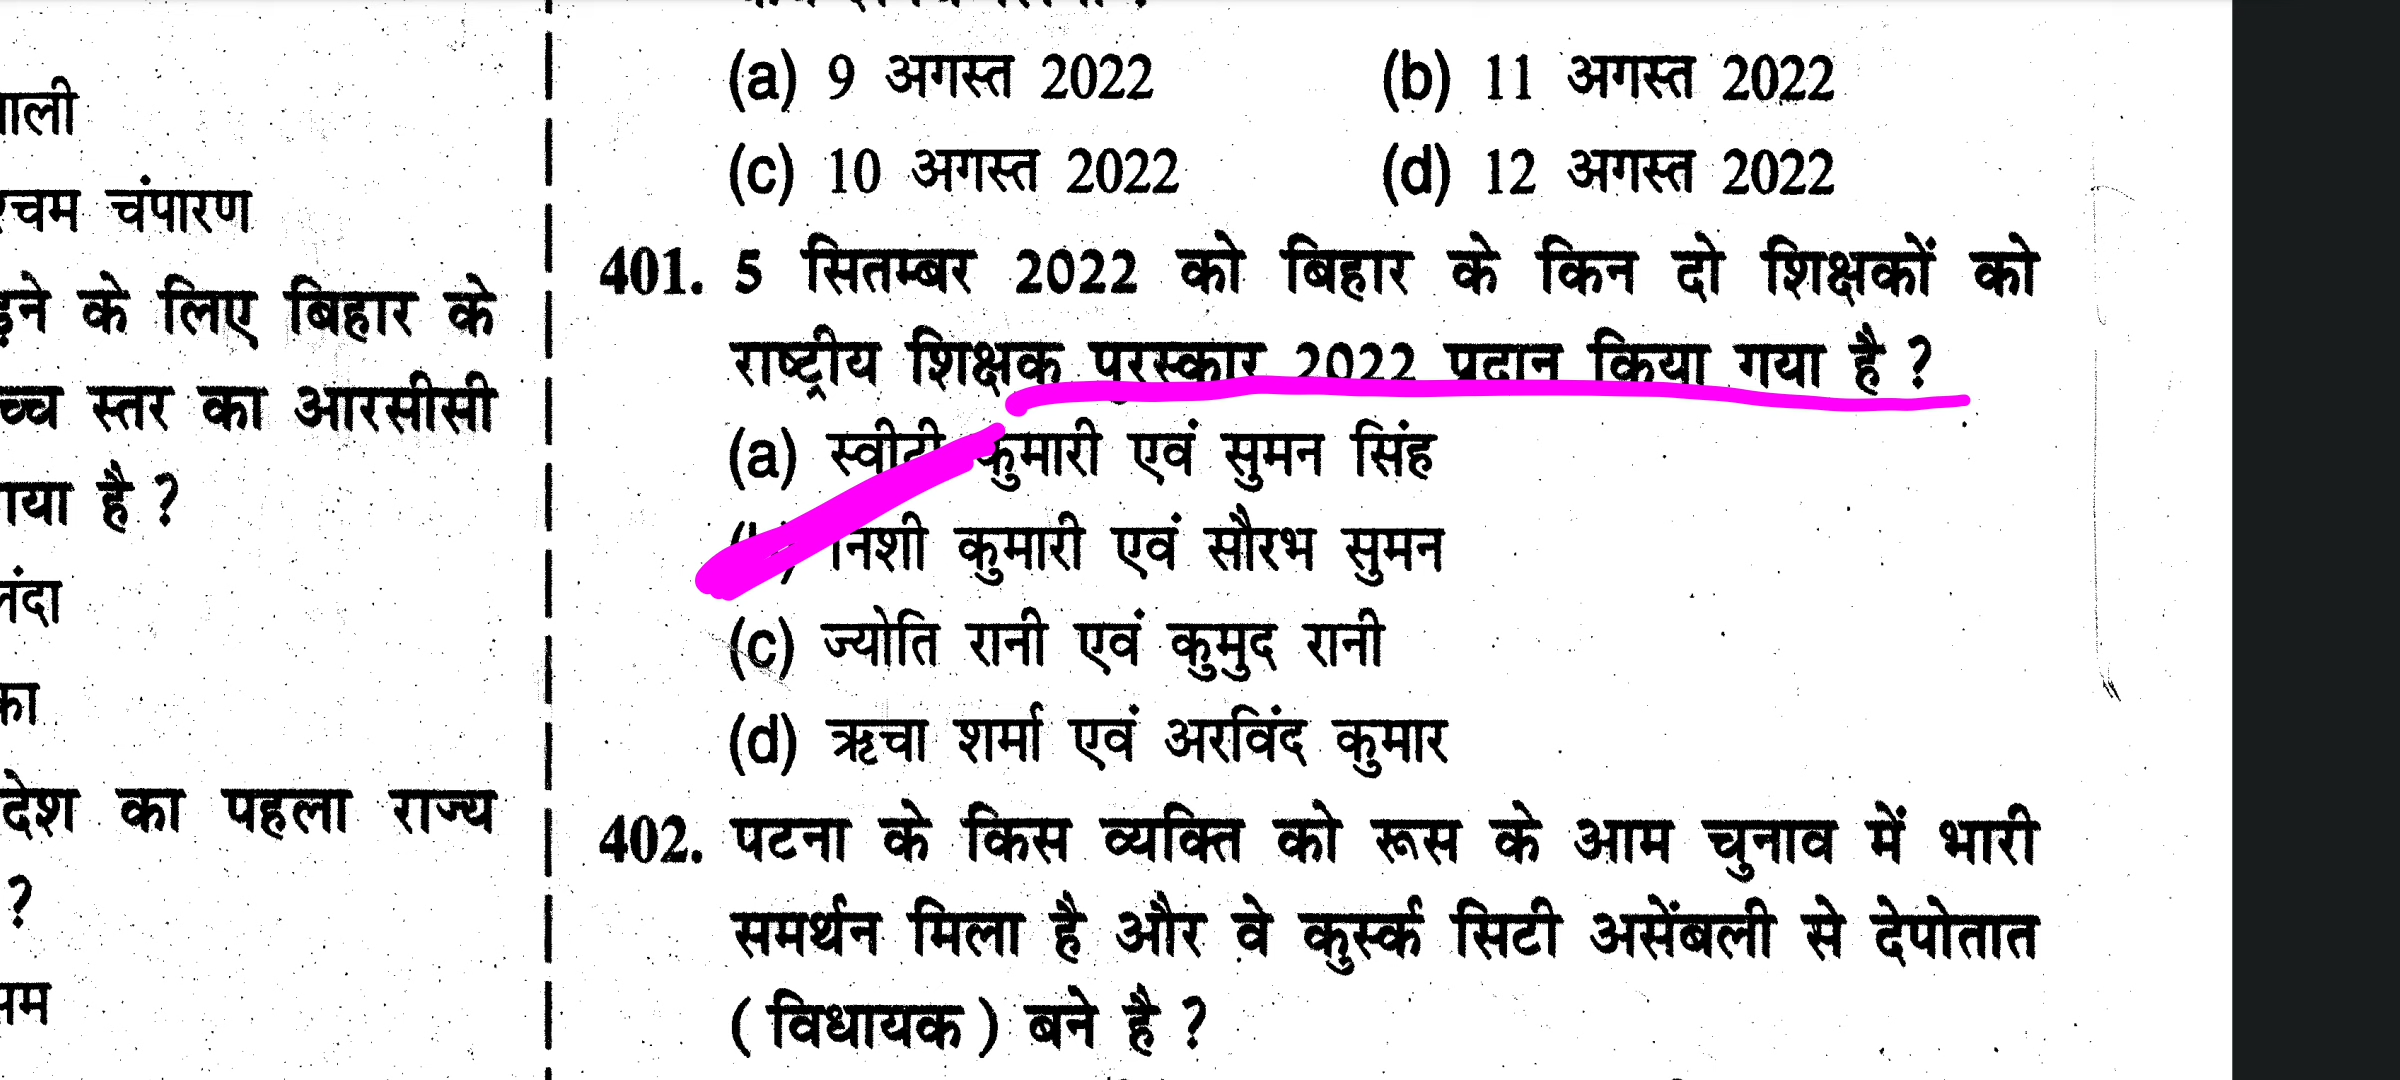 (a) 9 अगस्त 2022 (b) 11 अगस्त 2022
(c) 10 अगस्त 2022 (d) 12 अगस्त 2022
401. 5 सितम्बर 2022 को बिहार के किन दो शिक्षकों को
राष्ट्रीय शिक्षक पुरस्कार 2022 प्रदान किया गया है ?
(a) स्वीटी कुमारी एवं सुमन सिंह
(b) निशी कुमारी एवं सौरभ सुमन
(c) ज्योति रानी एवं कुमुद रानी
(d) ऋचा शर्मा एवं अरविंद कुमार
402. पटना के किस व्यक्ति को रूस के आम चुनाव में भारी
समर्थन मिला है और वे कुर्स्क सिटी असेंबली से देपोतात
( विधायक ) बने है ?
चंपारण
के लिए बिहार के
स्तर का आरसीसी
है ?
देश का पहला राज्य
?